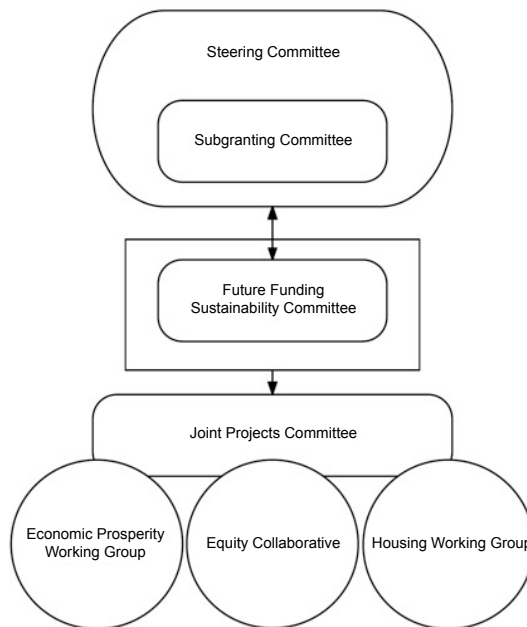 Steering Committee
Subgranting Committee
Future Funding
Sustainability Committee
Joint Projects Committee
Economic Prosperity
Working Group
Equity Collaborative
Housing Working Group